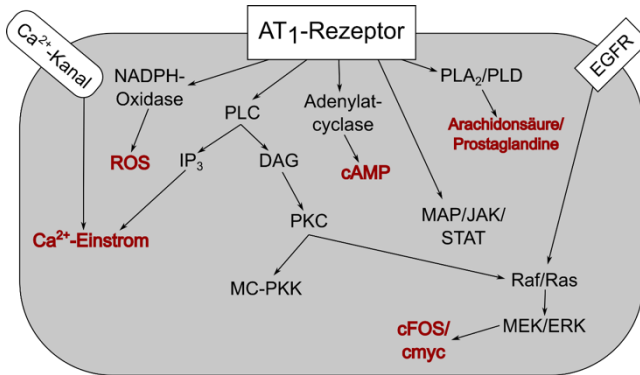 Ca²⁺-Kanal
AT₁-Rezeptor
EGFR
NADPH-
Oxidase
PLC
Adenylat-
cyclase
PLA₂/PLD
Arachidonsäure/
Prostaglandine
ROS
IP₃
DAG
cAMP
Ca²⁺-Einstrom
PKC
MAP/JAK/
STAT
MC-PKK
Raf/Ras
cFOS/
cmyc
MEK/ERK